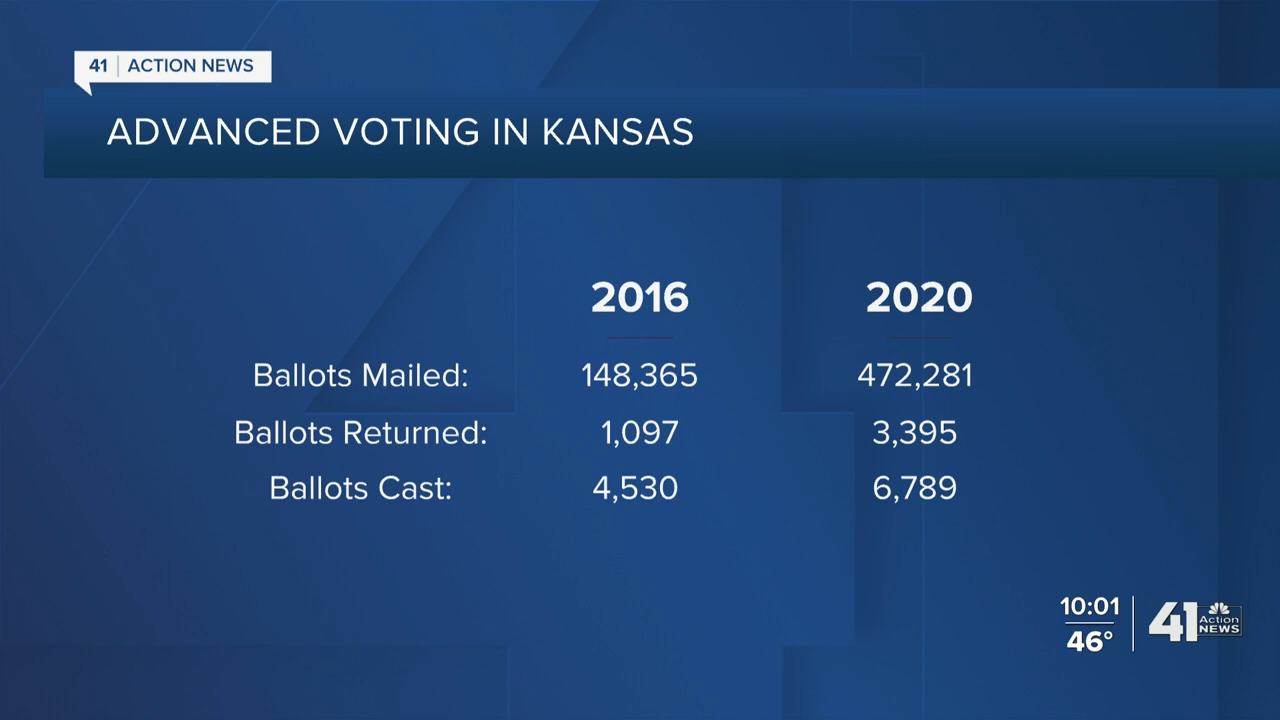 41 | ACTION NEWS
ADVANCED VOTING IN KANSAS
2016 2020
Ballots Mailed: 148,365 472,281
Ballots Returned: 1,097 3,395
Ballots Cast: 4,530 6,789
10:01
46°
41 Action NEWS